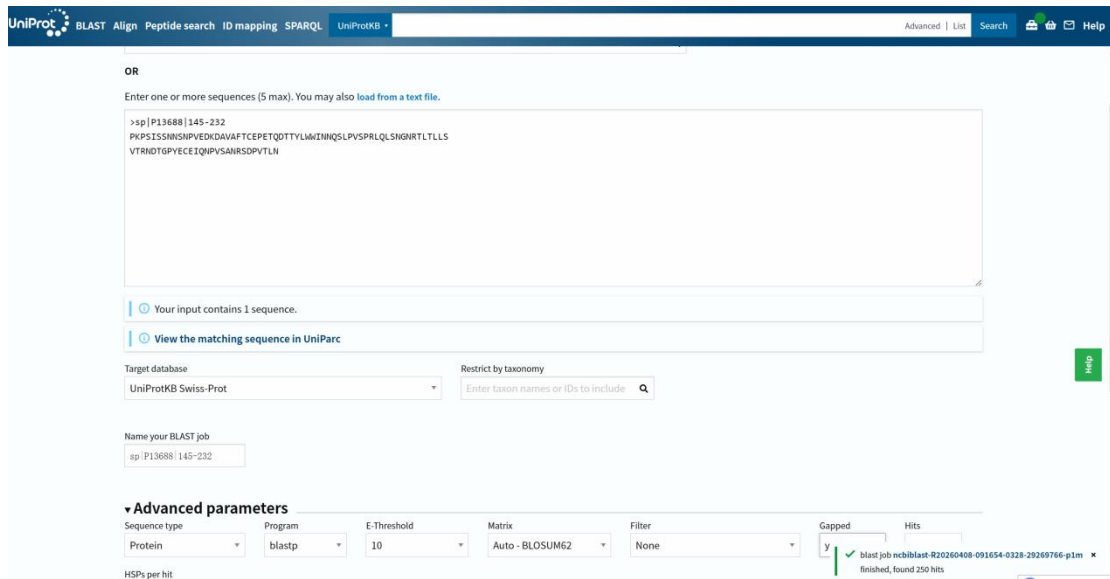 UniProt BLAST Align Peptide search ID mapping SPARQL UniProtKB Advanced | List Search Help
OR
Enter one or more sequences (5 max). You may also load from a text file.
>sp|P13688|145-232
PKPSISSNNSNPVEDKDAVAFTCEPETQDTTYLWWINNQSLPVSPRLQLSNGNRTLTLLS
VTRNDTGPYECEIQNPVSANRSDPVTLN
Your input contains 1 sequence.
View the matching sequence in UniParc
Help
Target database Restrict by taxonomy
UniProtKB Swiss-Prot Enter taxon names or IDs to include
Name your BLAST job
sp|P13688|145-232
Advanced parameters
Sequence type Program E-Threshold Matrix Filter Gapped Hits
Protein blastp 10 Auto - BLOSUM62 None y
blast job ncbiblast-R20260408-091654-0328-29269766-p1m ×
finished, found 250 hits
HSPs per hit